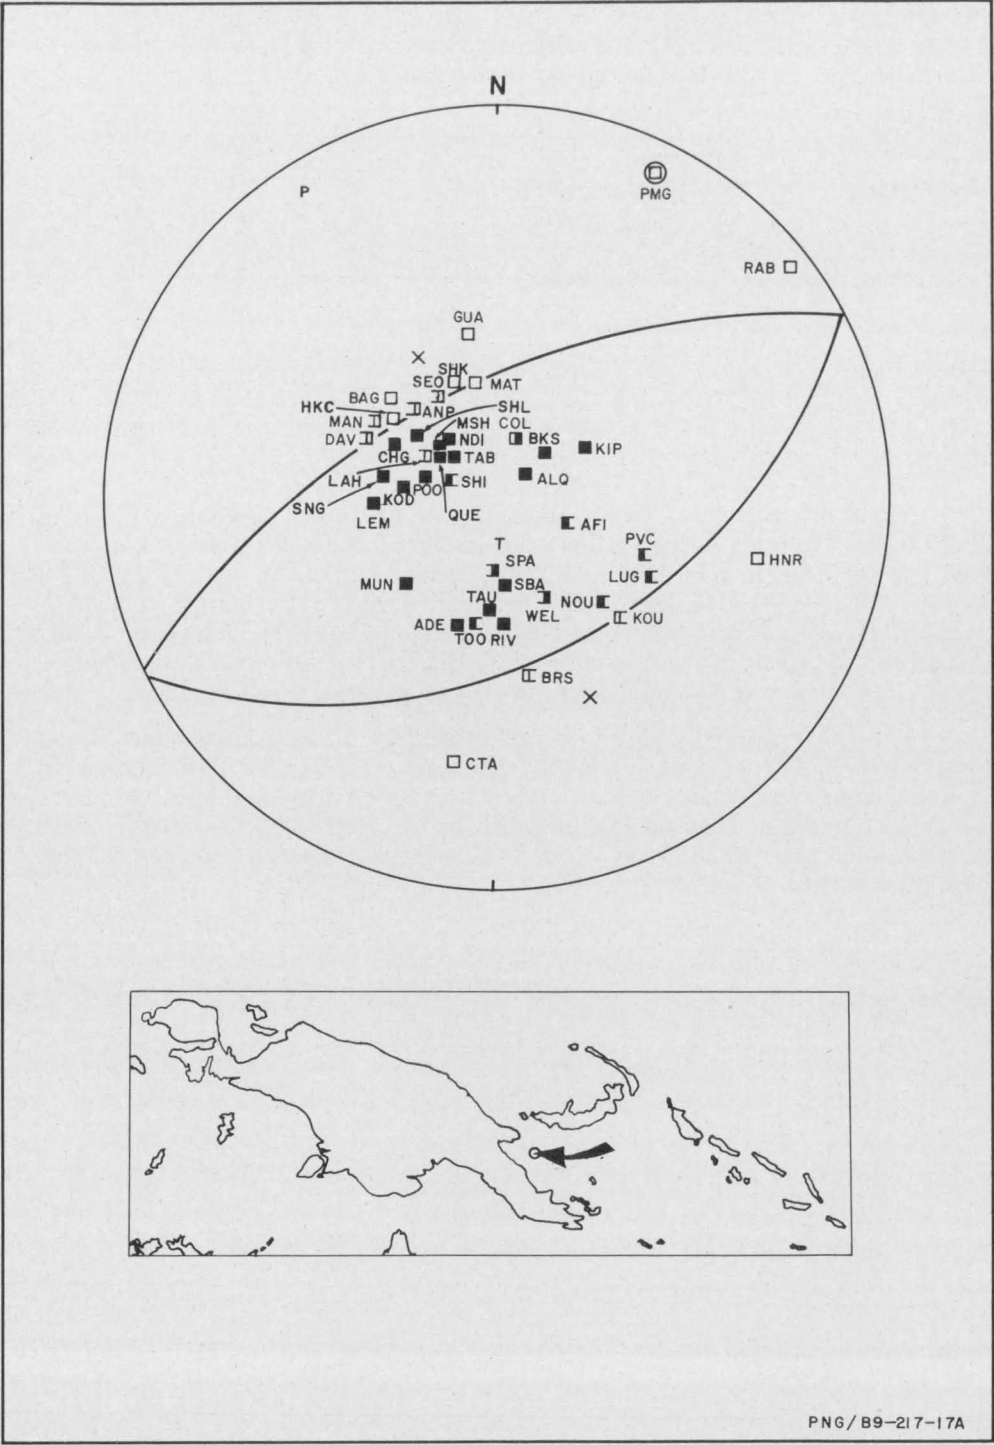 N
P
PMG
RAB
GUA
SHK
SEO MAT
BAG
HKC ANP SHL
MAN MSH COL
DAV NDI BKS KIP
CHG TAB
LAH SHI ALQ
SNG KOD POO
LEM QUE
AFI
T PVC
SPA HNR
MUN SBA LUG
TAU NOU
WEL KOU
ADE
TOO RIV
BRS
CTA
PNG/B9-217-17A